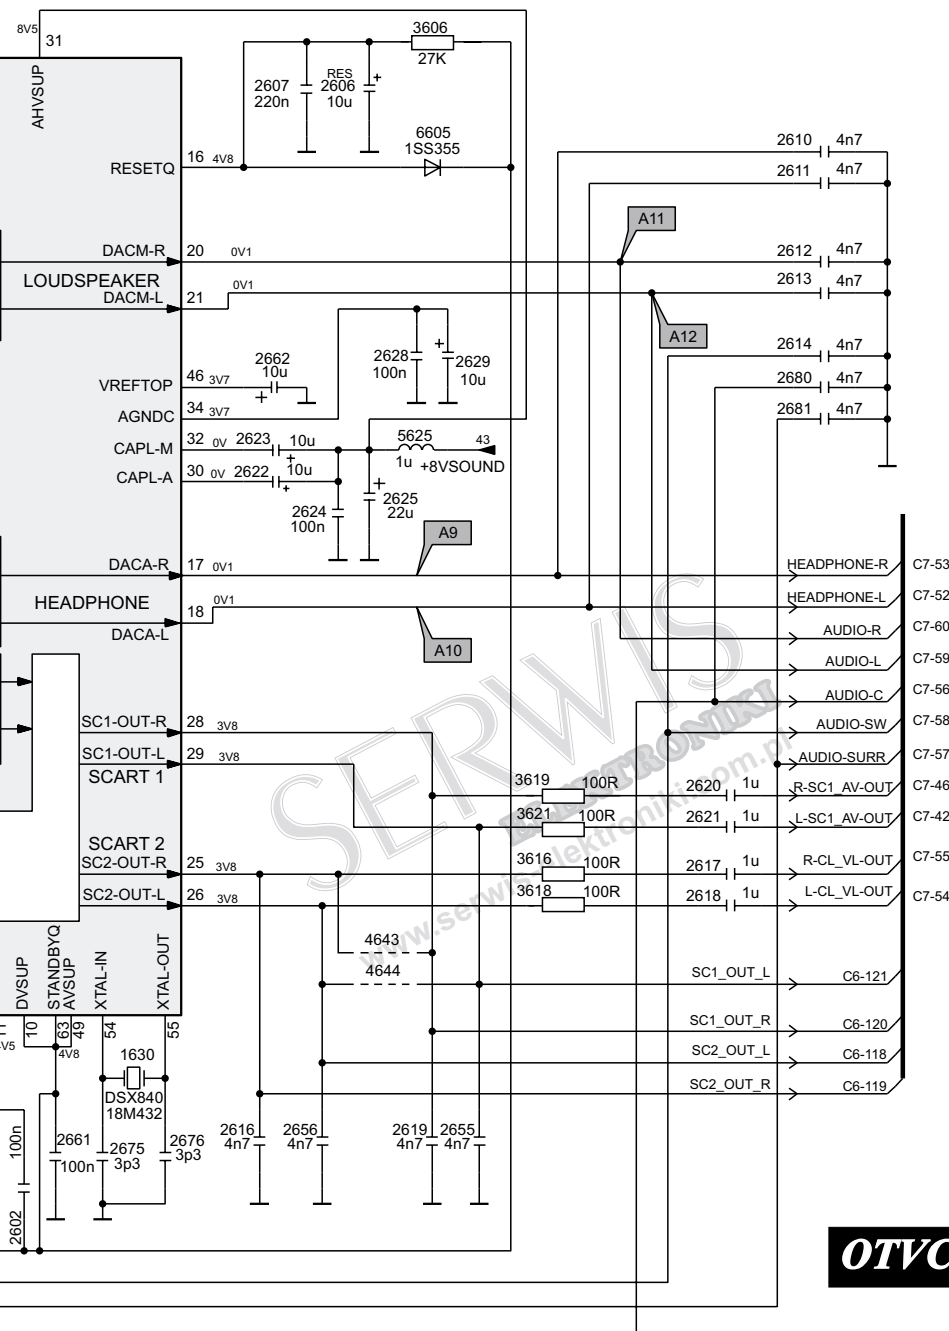 8V5
31
3606
27K
AHVSUP
2607
220n
RES
2606
10u
+
6605
1SS355
RESETQ
16
4V8
2610
4n7
2611
4n7
A11
DACM-R
20
0V1
2612
4n7
LOUDSPEAKER
DACM-L
21
0V1
2613
4n7
A12
2614
4n7
2662
10u
+
2628
100n
+
2629
10u
VREFTOP
46
3V7
2680
4n7
AGNDC
34
3V7
2681
4n7
CAPL-M
32
0V
2623
10u
+
5625
1u
43
+8VSOUND
CAPL-A
30
0V
2622
10u
+
2624
100n
+
2625
22u
A9
DACA-R
17
0V1
HEADPHONE-R
C7-53
HEADPHONE
18
0V1
DACA-L
HEADPHONE-L
C7-52
A10
AUDIO-R
C7-60
AUDIO-L
C7-59
AUDIO-C
C7-56
SC1-OUT-R
28
3V8
AUDIO-SW
C7-58
SC1-OUT-L
29
3V8
SCART 1
AUDIO-SURR
C7-57
3619
100R
2620
1u
R-SC1_AV-OUT
C7-46
3621
100R
2621
1u
L-SC1_AV-OUT
C7-42
SCART 2
SC2-OUT-R
25
3V8
3616
100R
2617
1u
R-CL_VL-OUT
C7-55
SC2-OUT-L
26
3V8
3618
100R
2618
1u
L-CL_VL-OUT
C7-54
SERWIS
ELEKTRONIKI
www.serwis-elektroniki.com.pl
4643
4644
SC1_OUT_L
C6-121
SC1_OUT_R
C6-120
SC2_OUT_L
C6-118
SC2_OUT_R
C6-119
DVSUP
STANDBYQ
AVSUP
XTAL-IN
XTAL-OUT
10
63
49
54
55
4V8
1630
DSX840
18M432
100n
2602
2661
100n
2675
3p3
2676
3p3
2616
4n7
2656
4n7
2619
4n7
2655
4n7